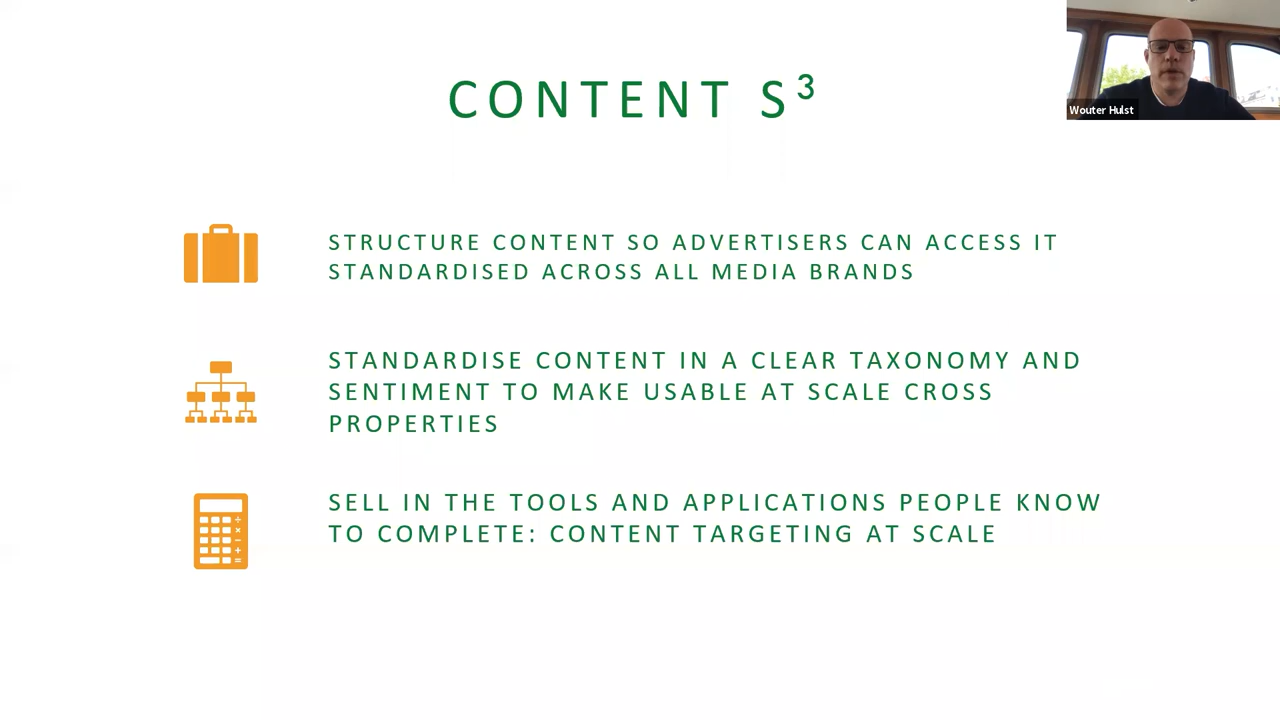 CONTENT S³
Wouter Hulst
STRUCTURE CONTENT SO ADVERTISERS CAN ACCESS IT
STANDARDISED ACROSS ALL MEDIA BRANDS
STANDARDISE CONTENT IN A CLEAR TAXONOMY AND
SENTIMENT TO MAKE USABLE AT SCALE CROSS
PROPERTIES
SELL IN THE TOOLS AND APPLICATIONS PEOPLE KNOW
TO COMPLETE: CONTENT TARGETING AT SCALE